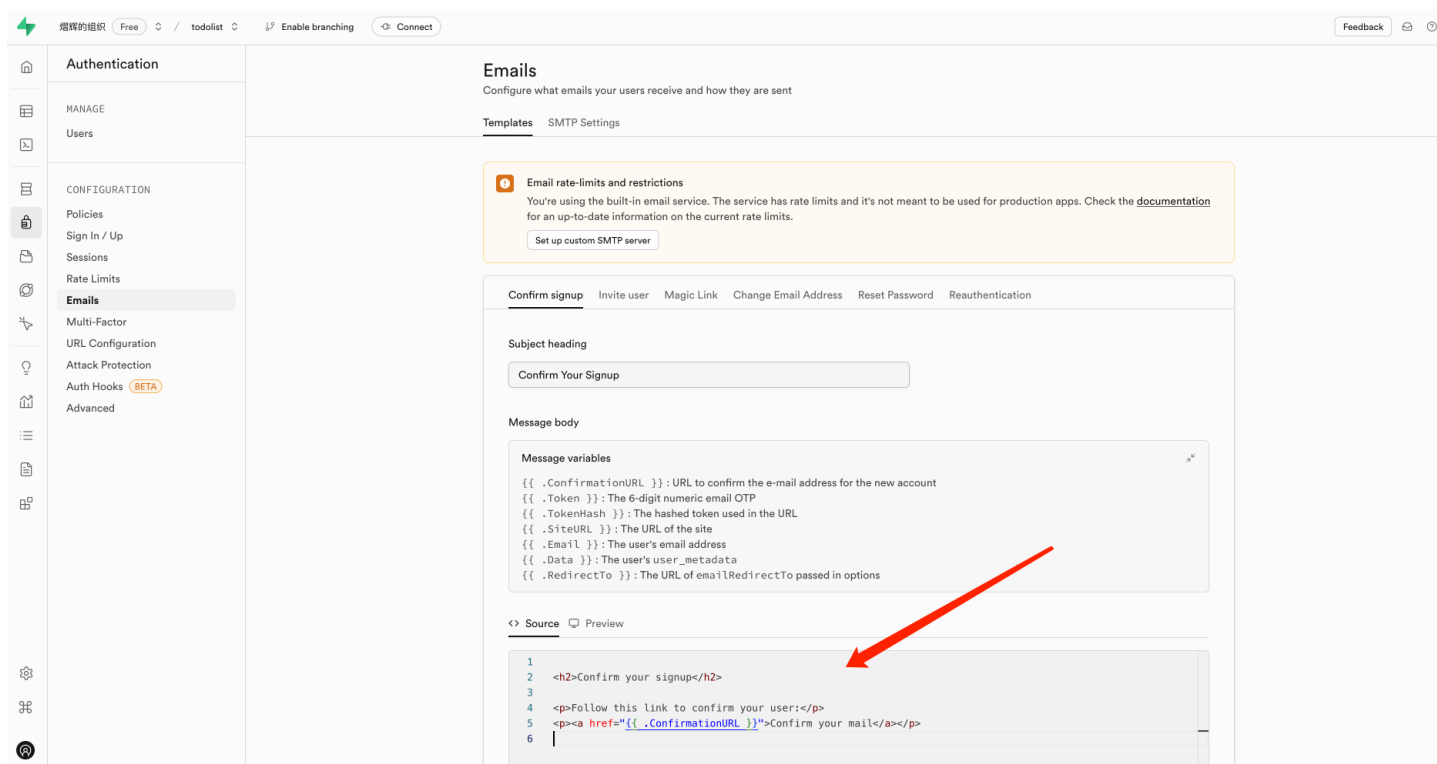 熠辉的组织 Free / todolist Enable branching Connect Feedback
Authentication
MANAGE
Users
CONFIGURATION
Policies
Sign In / Up
Sessions
Rate Limits
Emails
Multi-Factor
URL Configuration
Attack Protection
Auth Hooks BETA
Advanced
Emails
Configure what emails your users receive and how they are sent
Templates SMTP Settings
Email rate-limits and restrictions
You're using the built-in email service. The service has rate limits and it's not meant to be used for production apps. Check the documentation
for an up-to-date information on the current rate limits.
Set up custom SMTP server
Confirm signup Invite user Magic Link Change Email Address Reset Password Reauthentication
Subject heading
Confirm Your Signup
Message body
Message variables
{{ .ConfirmationURL }} : URL to confirm the e-mail address for the new account
{{ .Token }} : The 6-digit numeric email OTP
{{ .TokenHash }} : The hashed token used in the URL
{{ .SiteURL }} : The URL of the site
{{ .Email }} : The user's email address
{{ .Data }} : The user's user_metadata
{{ .RedirectTo }} : The URL of emailRedirectTo passed in options
<> Source Preview
1
2 <h2>Confirm your signup</h2>
3
4 <p>Follow this link to confirm your user:</p>
5 <p><a href="{{ .ConfirmationURL }}">Confirm your mail</a></p>
6